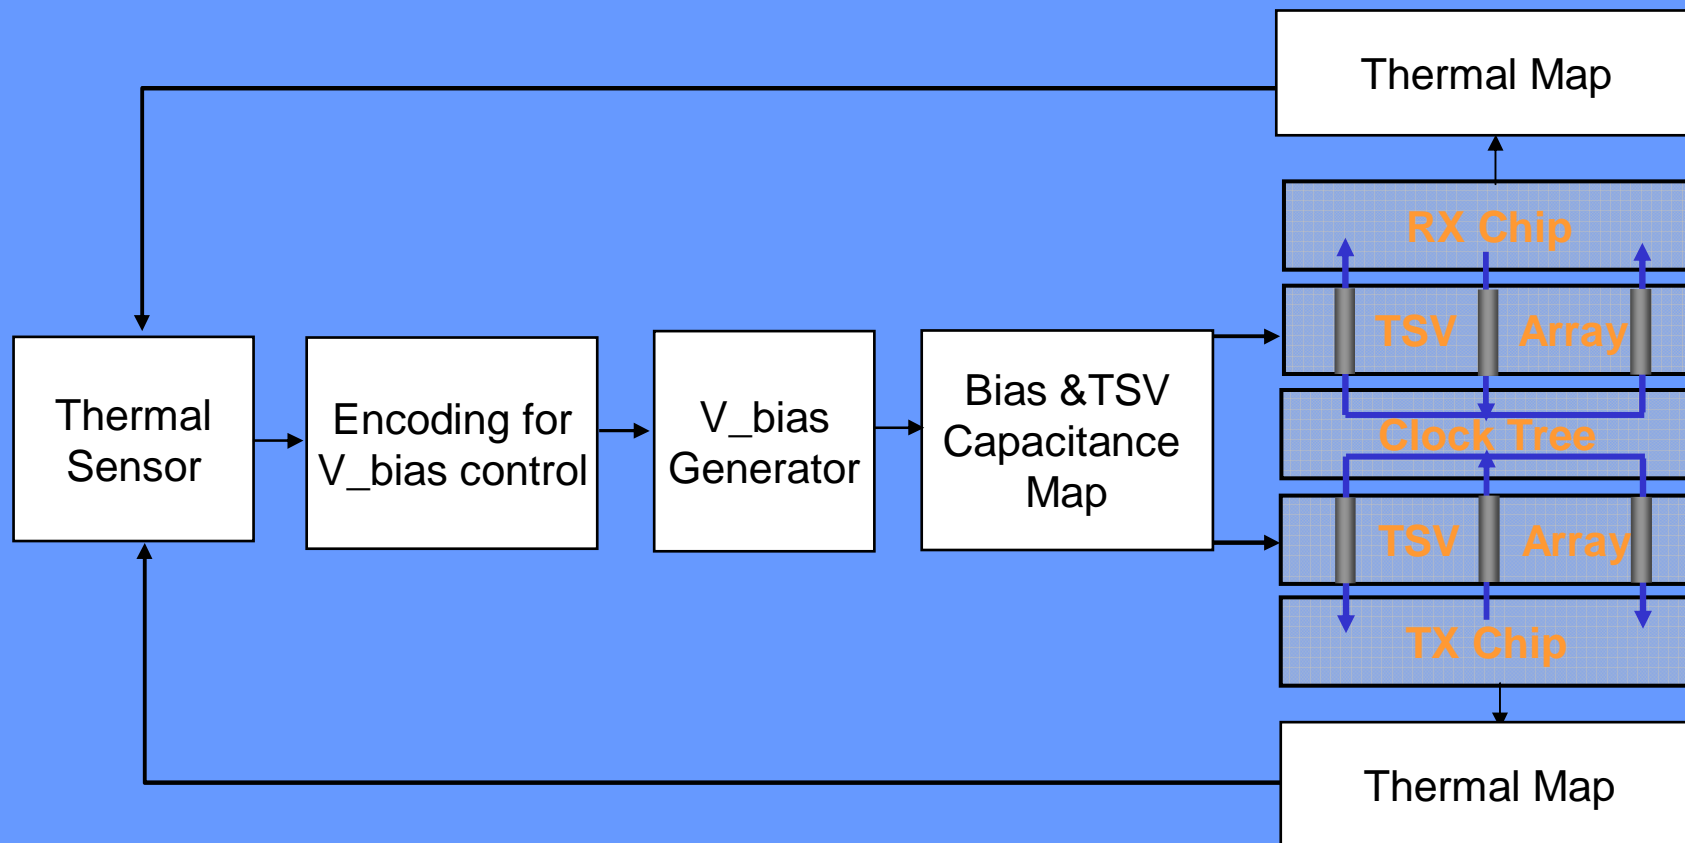 Thermal Map
RX Chip
TSV Array
Thermal
Sensor
Encoding for
V_bias control
V_bias
Generator
Bias &TSV
Capacitance
Map
Clock Tree
TSV Array
TX Chip
Thermal Map